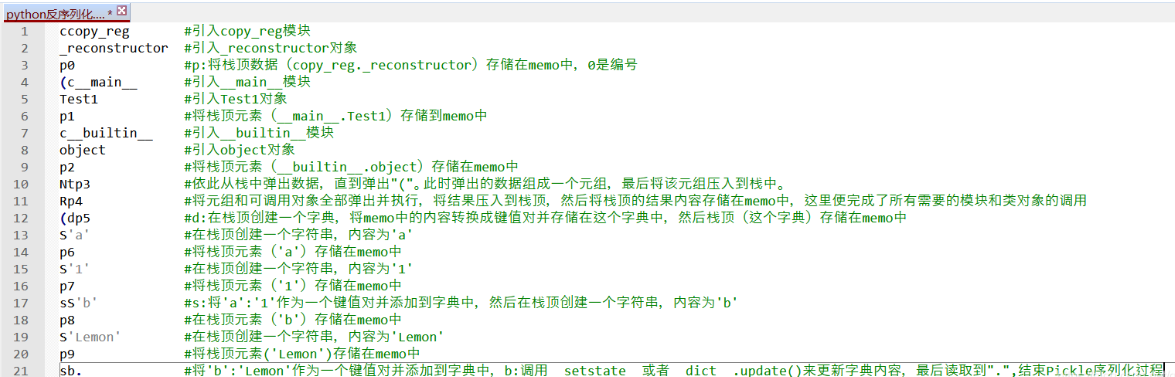 python反序列化.... *
1 ccopy_reg #引入copy_reg模块
2 _reconstructor #引入_reconstructor对象
3 p0 #p:将栈顶数据（copy_reg._reconstructor）存储在memo中，0是编号
4 (c__main__ #引入__main__模块
5 Test1 #引入Test1对象
6 p1 #将栈顶元素（__main__.Test1）存储到memo中
7 c__builtin__ #引入__builtin__模块
8 object #引入object对象
9 p2 #将栈顶元素（__builtin__.object）存储在memo中
10 Ntp3 #依此从栈中弹出数据，直到弹出"("。此时弹出的数据组成一个元组，最后将该元组压入到栈中。
11 Rp4 #将元组和可调用对象全部弹出并执行，将结果压入到栈顶，然后将栈顶的结果内容存储在memo中，这里便完成了所有需要的模块和类对象的调用
12 (dp5 #d:在栈顶创建一个字典，将memo中的内容转换成键值对并存储在这个字典中，然后栈顶（这个字典）存储在memo中
13 S'a' #在栈顶创建一个字符串，内容为'a'
14 p6 #将栈顶元素（'a'）存储在memo中
15 S'1' #在栈顶创建一个字符串，内容为'1'
16 p7 #将栈顶元素（'1'）存储在memo中
17 sS'b' #s:将'a':'1'作为一个键值对并添加到字典中，然后在栈顶创建一个字符串，内容为'b'
18 p8 #将栈顶元素（'b'）存储在memo中
19 S'Lemon' #在栈顶创建一个字符串，内容为'Lemon'
20 p9 #将栈顶元素('Lemon')存储在memo中
21 sb. #将'b':'Lemon'作为一个键值对并添加到字典中，b:调用__setstate__或者__dict__.update()来更新字典内容，最后读取到".",结束Pickle序列化过程